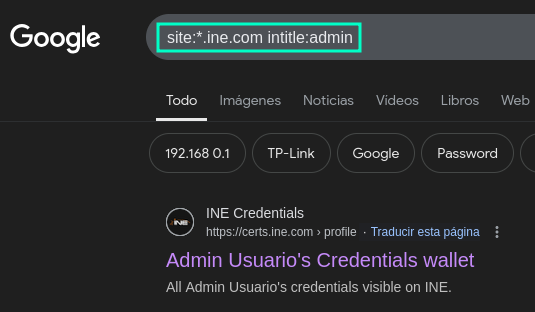 Google
site:*.ine.com intitle:admin
Todo Imágenes Noticias Vídeos Libros Web
192.168 0.1 TP-Link Google Password
INE
INE Credentials
https://certs.ine.com › profile · Traducir esta página
Admin Usuario's Credentials wallet
All Admin Usuario's credentials visible on INE.